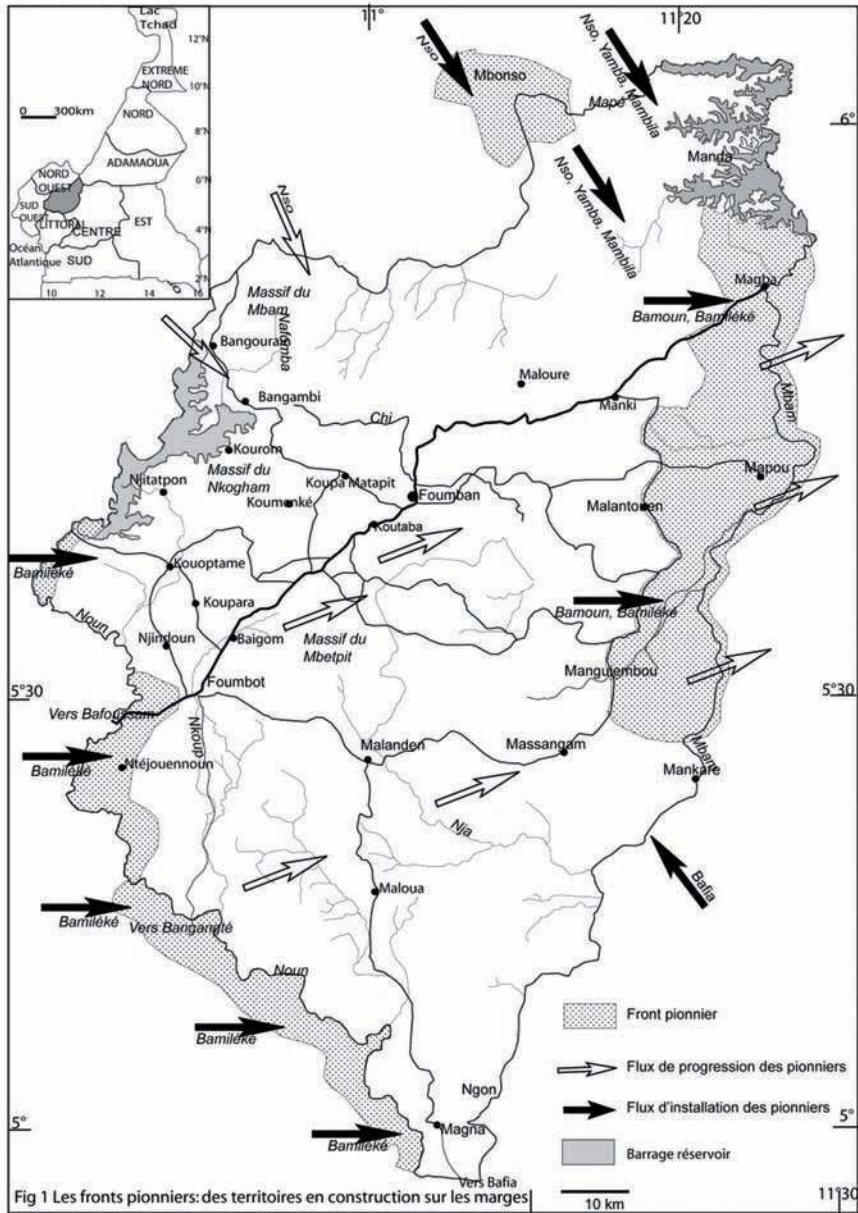 11°
11°20
Lac
Tchad
12°N
EXTREME
NORD
10°N
0 300km
NORD
8°N
ADAMAOUA
NORD
OUEST
6°N
SUD
OUEST
LITTORAL
EST
4°N
CENTRE
Océan
Atlantique
SUD
2°N
10 12 14 16
Nso
Mbonso
Nso, Yamba, Mambila
Mapé
6°
Manda
Nso, Yamba, Mambila
Nso
Massif du
Mbam
Nafomba
Magba
Bamoun, Bamiléké
Bangourain
Maloure
Mbam
Bangambi
Manki
Chi
Kourom
Massif du
Nkogham
Koupa Matapit
Mapou
Njitatpon
Foumban
Koumenké
Malantouen
Koutaba
Bamiléké
Kouoptame
Koupara
Bamoun, Bamiléké
Noun
Njindoun
Baigom
Massif du
Mbetpit
Manguiembou
Foumbot
5°30
5°30
Vers Bafoussam
Nkoup
Malanden
Massangam
Mbam
Bamiléké
Ntéjouennoun
Mankare
Nja
Bafia
Maloua
Bamiléké
Vers Bangangté
Noun
Front pionnier
Bamiléké
Flux de progression des pionniers
Ngon
Flux d'installation des pionniers
5°
5°
Magna
Bamiléké
Barrage réservoir
Vers Bafia
10 km
Fig 1 Les fronts pionniers: des territoires en construction sur les marges
11°30